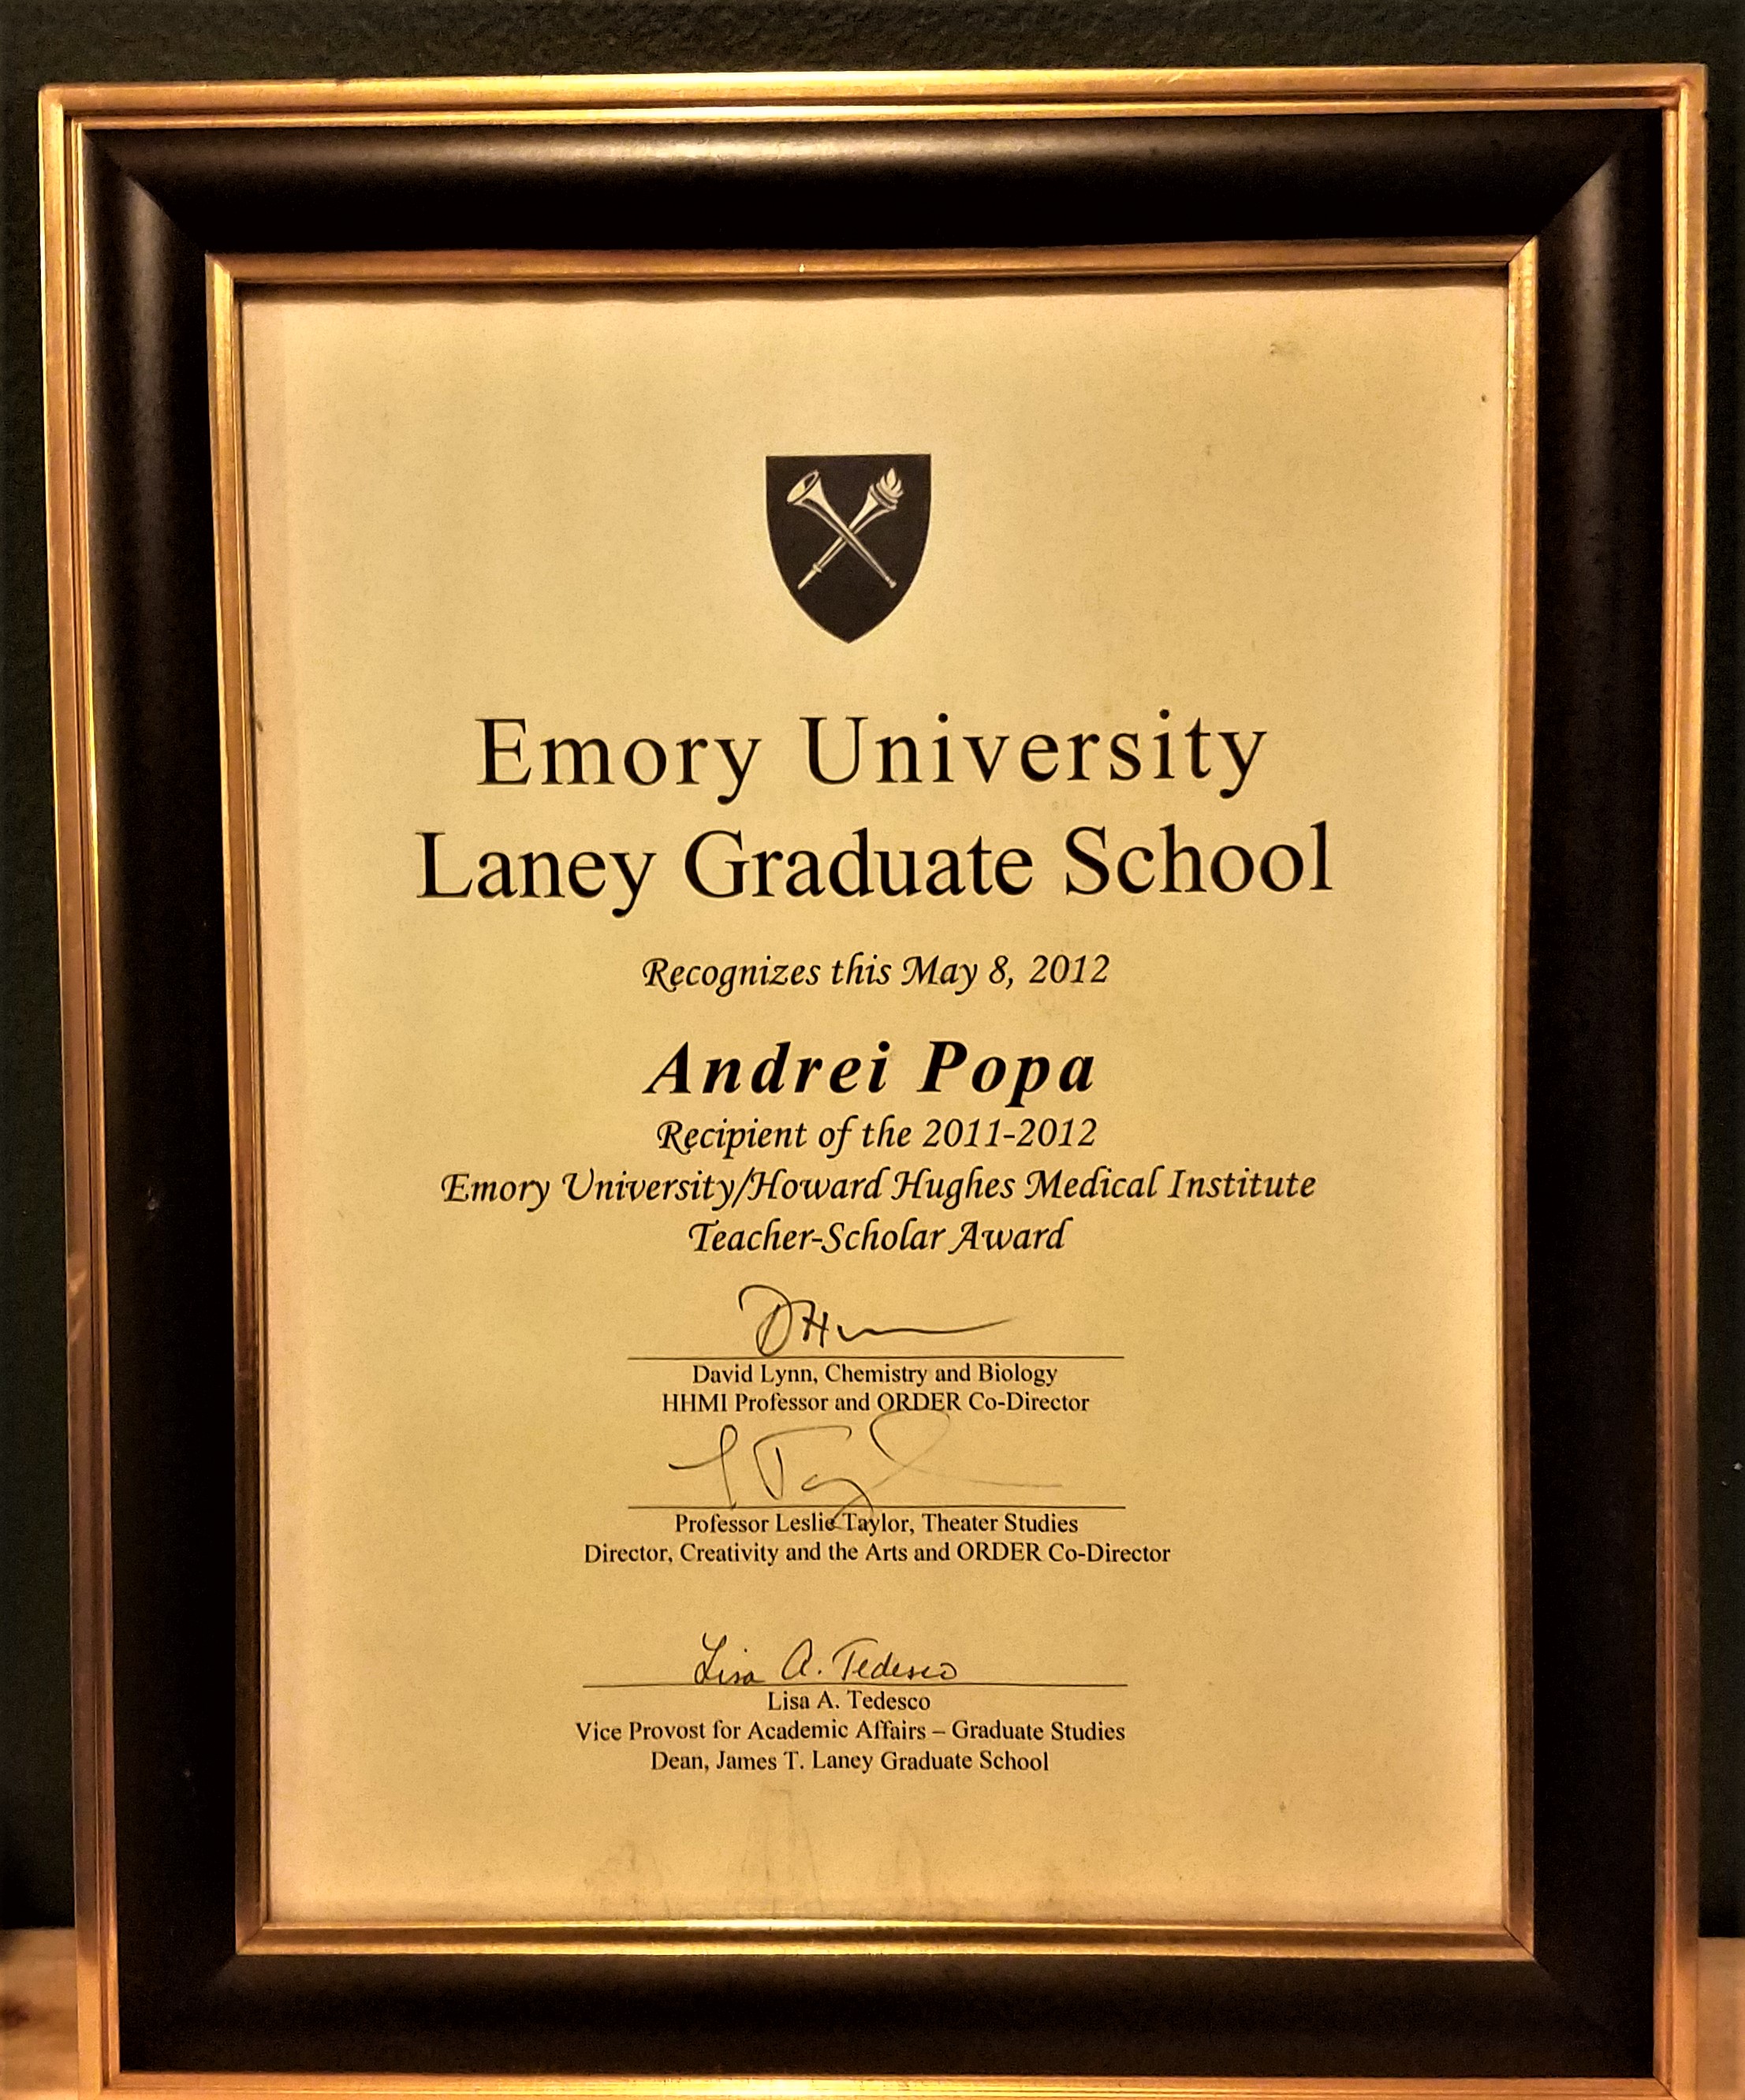 Emory University
Laney Graduate School
Recognizes this May 8, 2012
Andrei Popa
Recipient of the 2011-2012
Emory University/Howard Hughes Medical Institute
Teacher-Scholar Award
David Lynn, Chemistry and Biology
HHMI Professor and ORDER Co-Director
Professor Leslie Taylor, Theater Studies
Director, Creativity and the Arts and ORDER Co-Director
Lisa A. Tedesco
Lisa A. Tedesco
Vice Provost for Academic Affairs – Graduate Studies
Dean, James T. Laney Graduate School